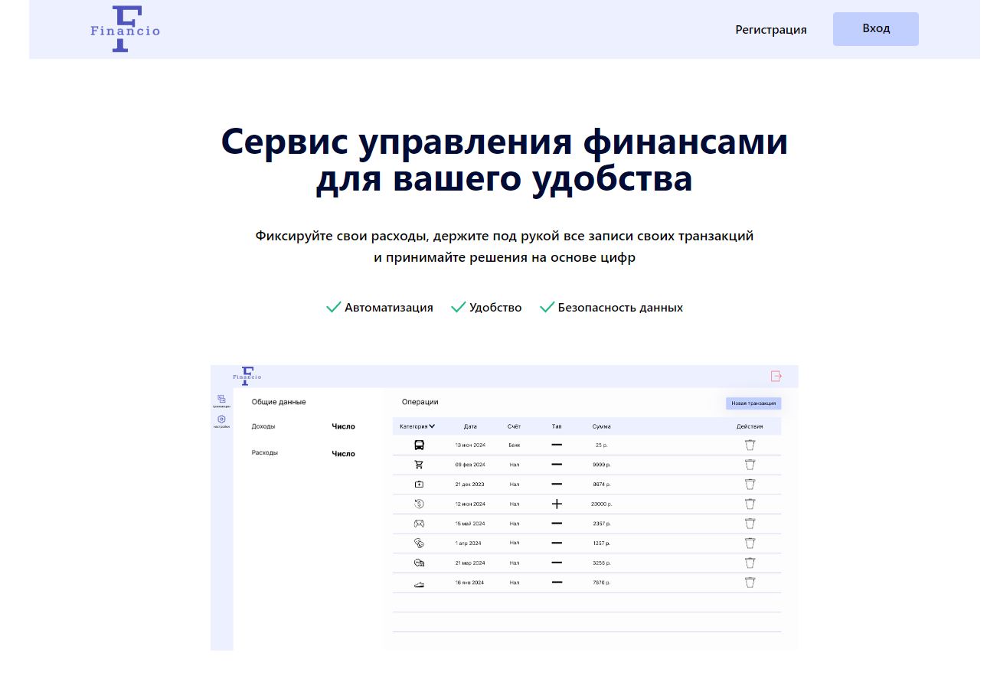 Financio
Регистрация
Вход
Сервис управления финансами
для вашего удобства
Фиксируйте свои расходы, держите под рукой все записи своих транзакций
и принимайте решения на основе цифр
Автоматизация Удобство Безопасность данных
Financio
транзакции
настройки
Общие данные
Доходы Число
Расходы Число
Операции
Новая транзакция
Категория Дата Счёт Тип Сумма Действия
13 июн 2024 Банк 25 р.
09 фев 2024 Нал 9999 р.
21 дек 2023 Нал 8674 р.
12 июн 2024 Нал 23000 р.
15 май 2024 Нал 2357 р.
1 апр 2024 Нал 1257 р.
21 мар 2024 Нал 3256 р.
16 янв 2024 Нал 7670 р.